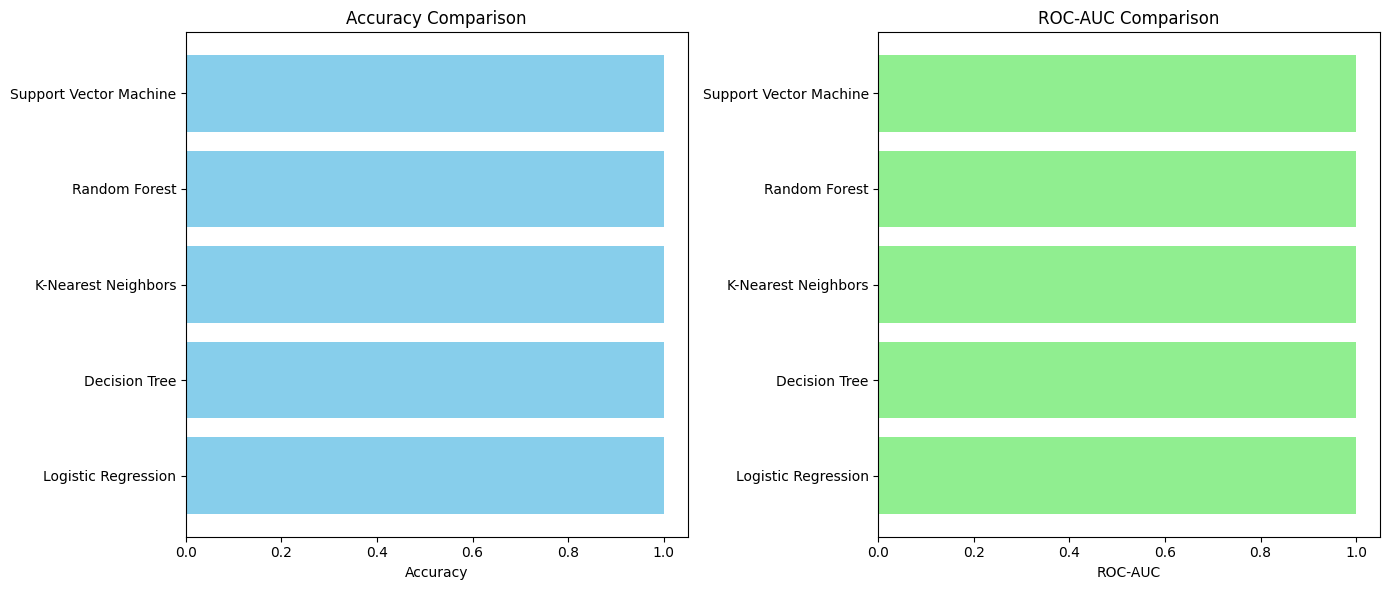 Accuracy Comparison
Support Vector Machine
Random Forest
K-Nearest Neighbors
Decision Tree
Logistic Regression
0.0 0.2 0.4 0.6 0.8 1.0
Accuracy
ROC-AUC Comparison
Support Vector Machine
Random Forest
K-Nearest Neighbors
Decision Tree
Logistic Regression
0.0 0.2 0.4 0.6 0.8 1.0
ROC-AUC